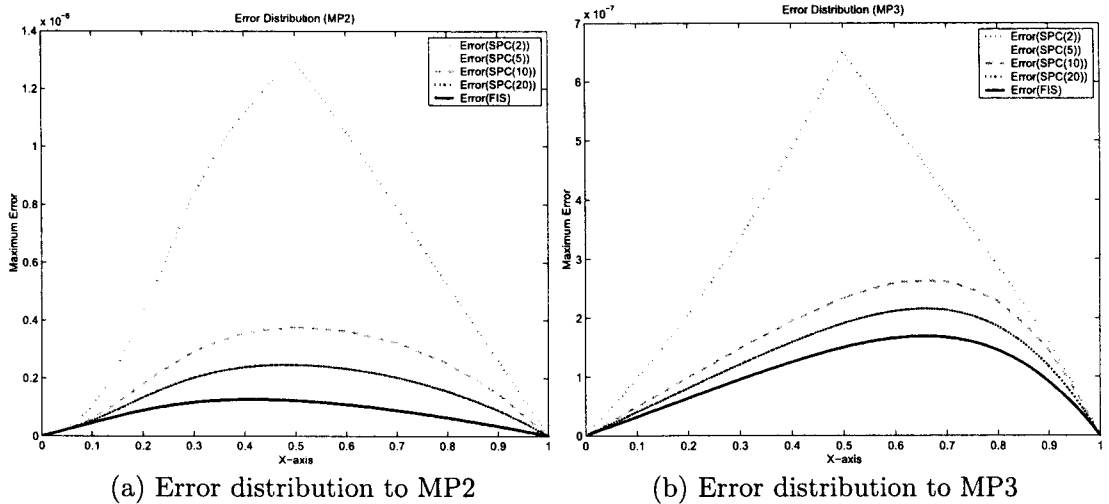 Error Distribution (MP2)
x 10⁻⁶
1.4
1.2
1
0.8
0.6
0.4
0.2
0
Maximum Error
Error(SPC(2))
Error(SPC(5))
Error(SPC(10))
Error(SPC(20))
Error(FIS)
0 0.1 0.2 0.3 0.4 0.5 0.6 0.7 0.8 0.9 1
X-axis
(a) Error distribution to MP2
Error Distribution (MP3)
x 10⁻⁷
7
6
5
4
3
2
1
0
Maximum Error
Error(SPC(2))
Error(SPC(5))
Error(SPC(10))
Error(SPC(20))
Error(FIS)
0 0.1 0.2 0.3 0.4 0.5 0.6 0.7 0.8 0.9 1
X-axis
(b) Error distribution to MP3